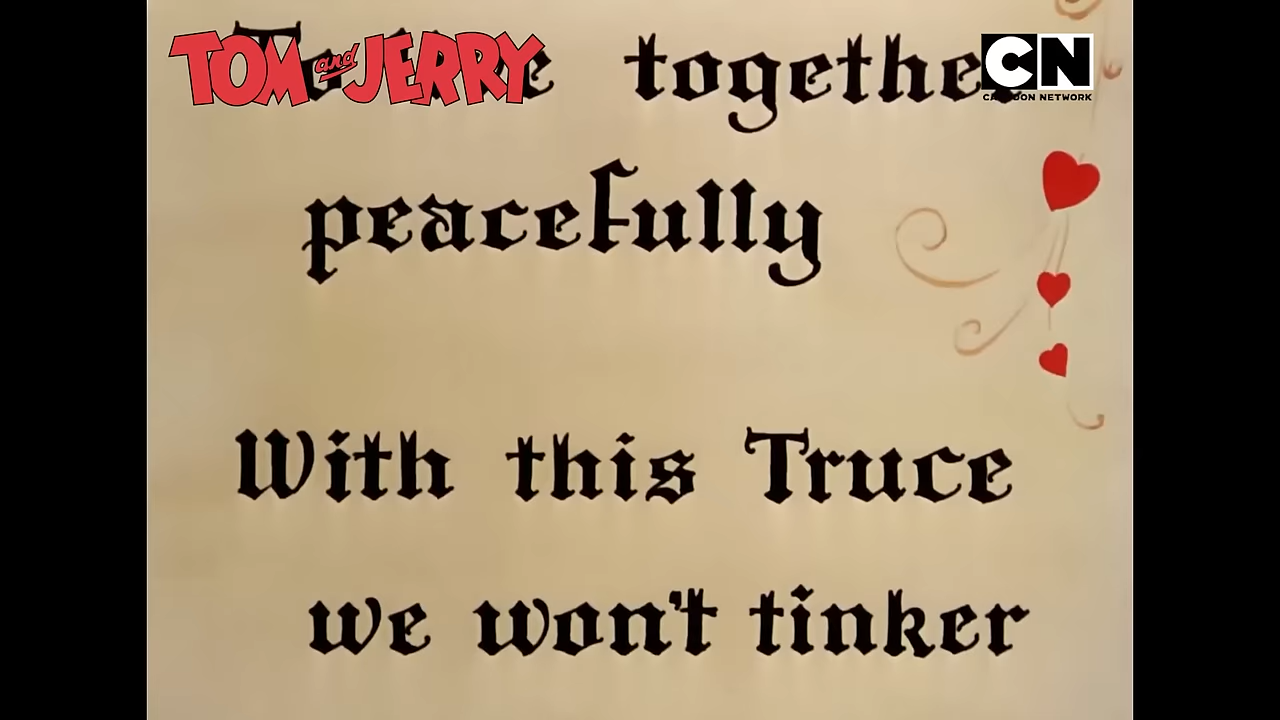 TOM and JERRY
CN
CARTOON NETWORK
together
peacefully
With this Truce
we won't tinker